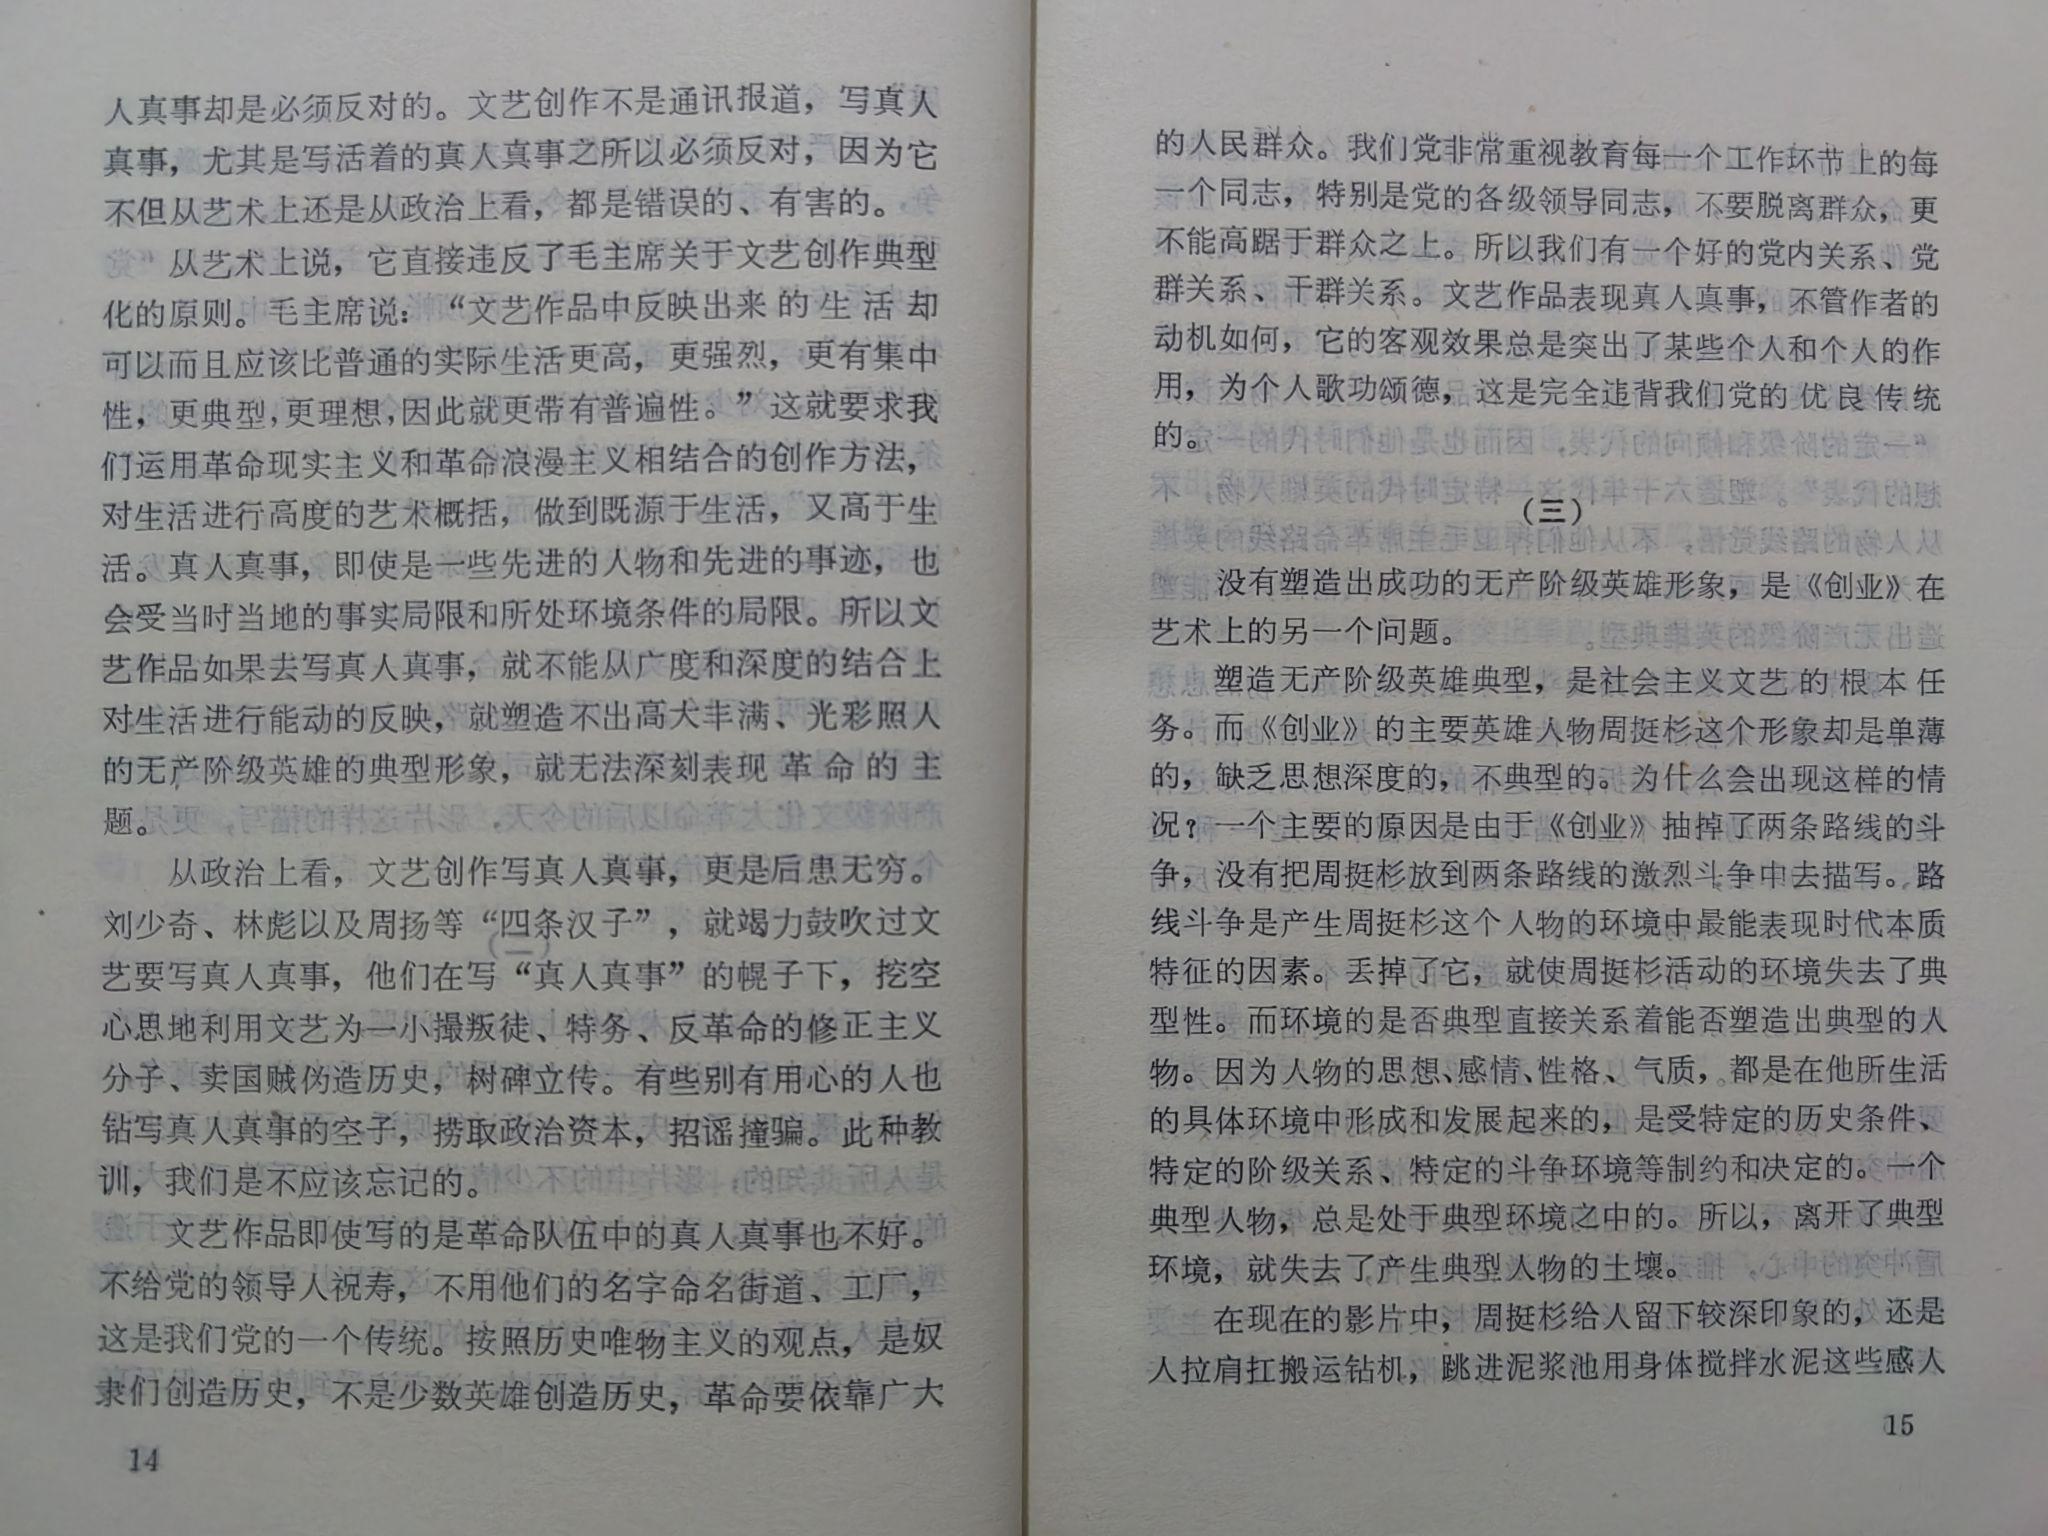 人真事却是必须反对的。文艺创作不是通讯报道，写真人
真事，尤其是写活着的真人真事之所以必须反对，因为它
不但从艺术上还是从政治上看，都是错误的、有害的。
从艺术上说，它直接违反了毛主席关于文艺创作典型
化的原则。毛主席说：“文艺作品中反映出来的生活却
可以而且应该比普通的实际生活更高，更强烈，更有集中
性，更典型，更理想，因此就更带有普遍性。”这就要求我
们运用革命现实主义和革命浪漫主义相结合的创作方法，
对生活进行高度的艺术概括，做到既源于生活，又高于生
活。真人真事，即使是一些先进的人物和先进的事迹，也
会受当时当地的事实局限和所处环境条件的局限。所以文
艺作品如果去写真人真事，就不能从广度和深度的结合上
对生活进行能动的反映，就塑造不出高大丰满、光彩照人
的无产阶级英雄的典型形象，就无法深刻表现革命的主
题。
从政治上看，文艺创作写真人真事，更是后患无穷。
刘少奇、林彪以及周扬等“四条汉子”，就竭力鼓吹过文
艺要写真人真事，他们在写“真人真事”的幌子下，挖空
心思地利用文艺为一小撮叛徒、特务、反革命的修正主义
分子、卖国贼伪造历史，树碑立传。有些别有用心的人也
钻写真人真事的空子，捞取政治资本，招谣撞骗。此种教
训，我们是不应该忘记的。
文艺作品即使写的是革命队伍中的真人真事也不好。
不给党的领导人祝寿，不用他们的名字命名街道、工厂，
这是我们党的一个传统。按照历史唯物主义的观点，是奴
隶们创造历史，不是少数英雄创造历史，革命要依靠广大
14
的人民群众。我们党非常重视教育每一个工作环节上的每
一个同志，特别是党的各级领导同志，不要脱离群众，更
不能高踞于群众之上。所以我们有一个好的党内关系、党
群关系、干群关系。文艺作品表现真人真事，不管作者的
动机如何，它的客观效果总是突出了某些个人和个人的作
用，为个人歌功颂德，这是完全违背我们党的优良传统
的。
（三）
没有塑造出成功的无产阶级英雄形象，是《创业》在
艺术上的另一个问题。
塑造无产阶级英雄典型，是社会主义文艺的根本任
务。而《创业》的主要英雄人物周挺杉这个形象却是单薄
的，缺乏思想深度的，不典型的。为什么会出现这样的情
况？一个主要的原因是由于《创业》抽掉了两条路线的斗
争，没有把周挺杉放到两条路线的激烈斗争中去描写。路
线斗争是产生周挺杉这个人物的环境中最能表现时代本质
特征的因素。丢掉了它，就使周挺杉活动的环境失去了典
型性。而环境的是否典型直接关系着能否塑造出典型的人
物。因为人物的思想、感情、性格、气质，都是在他所生活
的具体环境中形成和发展起来的，是受特定的历史条件、
特定的阶级关系、特定的斗争环境等制约和决定的。一个
典型人物，总是处于典型环境之中的。所以，离开了典型
环境，就失去了产生典型人物的土壤。
在现在的影片中，周挺杉给人留下较深印象的，还是
人拉肩扛搬运钻机，跳进泥浆池用身体搅拌水泥这些感人
15